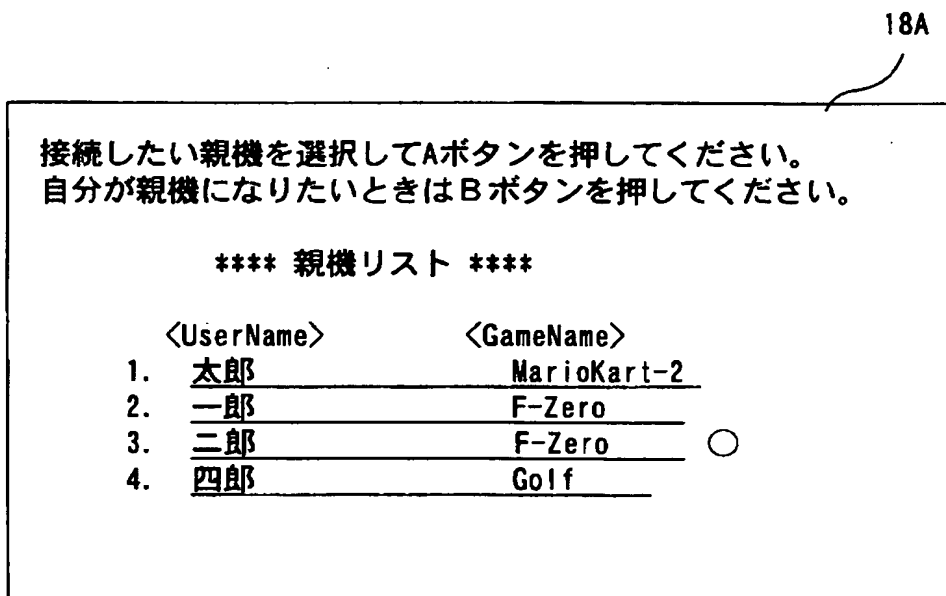 18A
接続したい親機を選択してAボタンを押してください。
自分が親機になりたいときはBボタンを押してください。
**** 親機リスト ****
<UserName> <GameName>
1. 太郎 MarioKart-2
2. 一郎 F-Zero
3. 二郎 F-Zero ○
4. 四郎 Golf